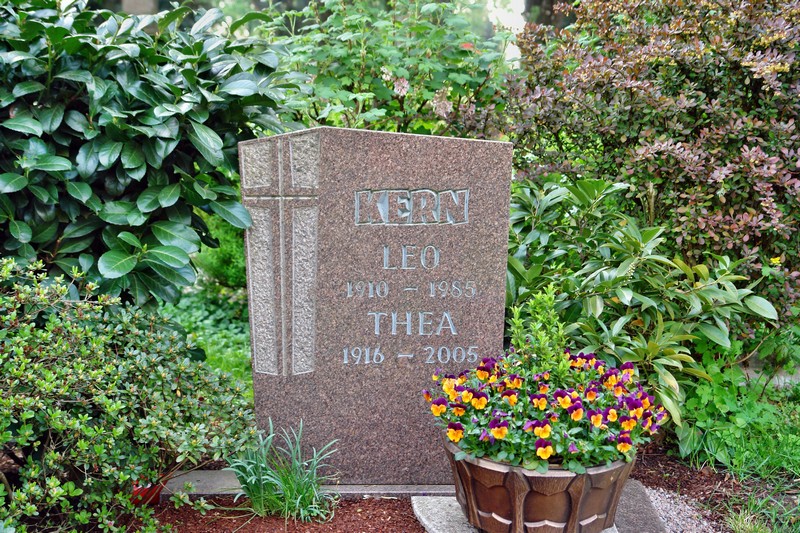 KERN
LEO
1910 – 1985
THEA
1916 – 2005